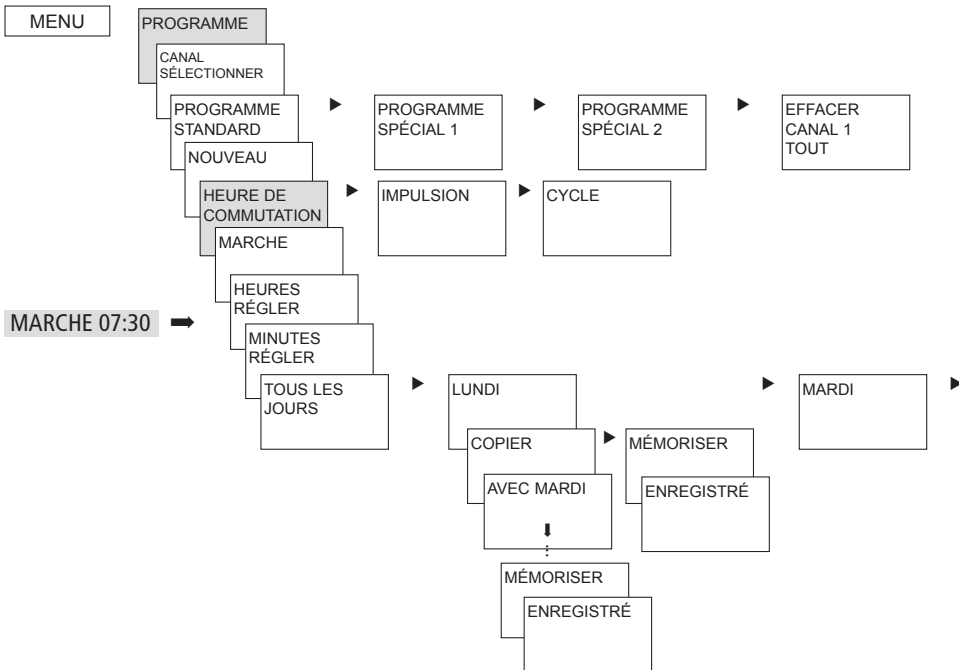 MENU
PROGRAMME
CANAL
SÉLECTIONNER
PROGRAMME
STANDARD
PROGRAMME
SPÉCIAL 1
PROGRAMME
SPÉCIAL 2
EFFACER
CANAL 1
TOUT
NOUVEAU
HEURE DE
COMMUTATION
IMPULSION
CYCLE
MARCHE
HEURES
RÉGLER
MARCHE 07:30
MINUTES
RÉGLER
TOUS LES
JOURS
LUNDI
MARDI
COPIER
MÉMORISER
AVEC MARDI
ENREGISTRÉ
MÉMORISER
ENREGISTRÉ